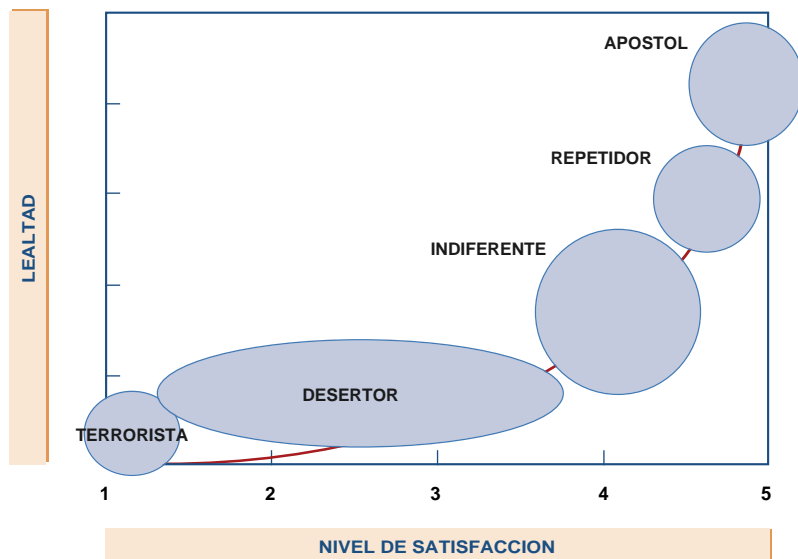 APOSTOL
REPETIDOR
INDIFERENTE
LEALTAD
DESERTOR
TERRORISTA
1 2 3 4 5
NIVEL DE SATISFACCION